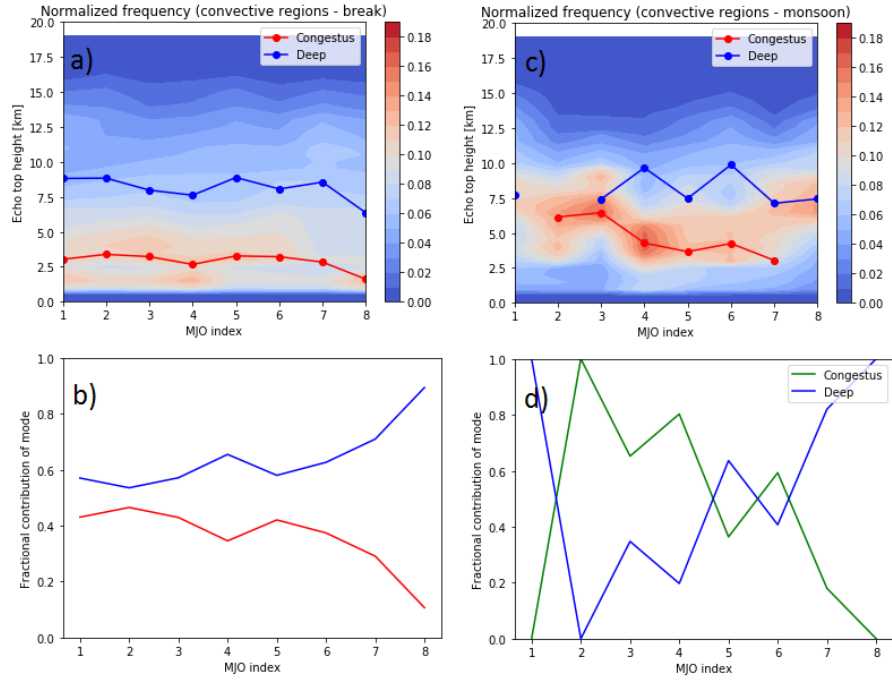 Normalized frequency (convective regions - break)
20.0
17.5
15.0
12.5
10.0
7.5
5.0
2.5
0.0
Echo top height [km]
a)
Congestus
Deep
1 2 3 4 5 6 7 8
MJO index
0.18
0.16
0.14
0.12
0.10
0.08
0.06
0.04
0.02
0.00
Normalized frequency (convective regions - monsoon)
20.0
17.5
15.0
12.5
10.0
7.5
5.0
2.5
0.0
Echo top height [km]
c)
Congestus
Deep
1 2 3 4 5 6 7 8
MJO index
0.18
0.16
0.14
0.12
0.10
0.08
0.06
0.04
0.02
0.00
1.0
0.8
0.6
0.4
0.2
0.0
Fractional contribution of mode
b)
1 2 3 4 5 6 7 8
MJO index
1.0
0.8
0.6
0.4
0.2
0.0
Fractional contribution of mode
d)
Congestus
Deep
1 2 3 4 5 6 7 8
MJO index